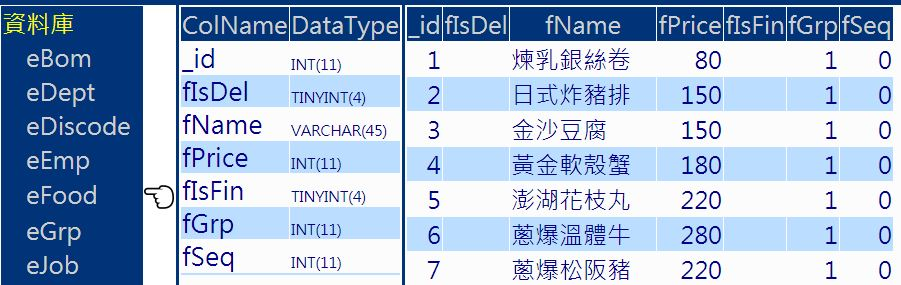 資料庫
eBom
eDept
eDiscode
eEmp
eFood
eGrp
eJob
ColName DataType
_id INT(11)
fIsDel TINYINT(4)
fName VARCHAR(45)
fPrice INT(11)
fIsFin TINYINT(4)
fGrp INT(11)
fSeq INT(11)
_id fIsDel fName fPrice fIsFin fGrp fSeq
1 煉乳銀絲卷 80 1 0
2 日式炸豬排 150 1 0
3 金沙豆腐 150 1 0
4 黃金軟殼蟹 180 1 0
5 澎湖花枝丸 220 1 0
6 蔥爆溫體牛 280 1 0
7 蔥爆松阪豬 220 1 0